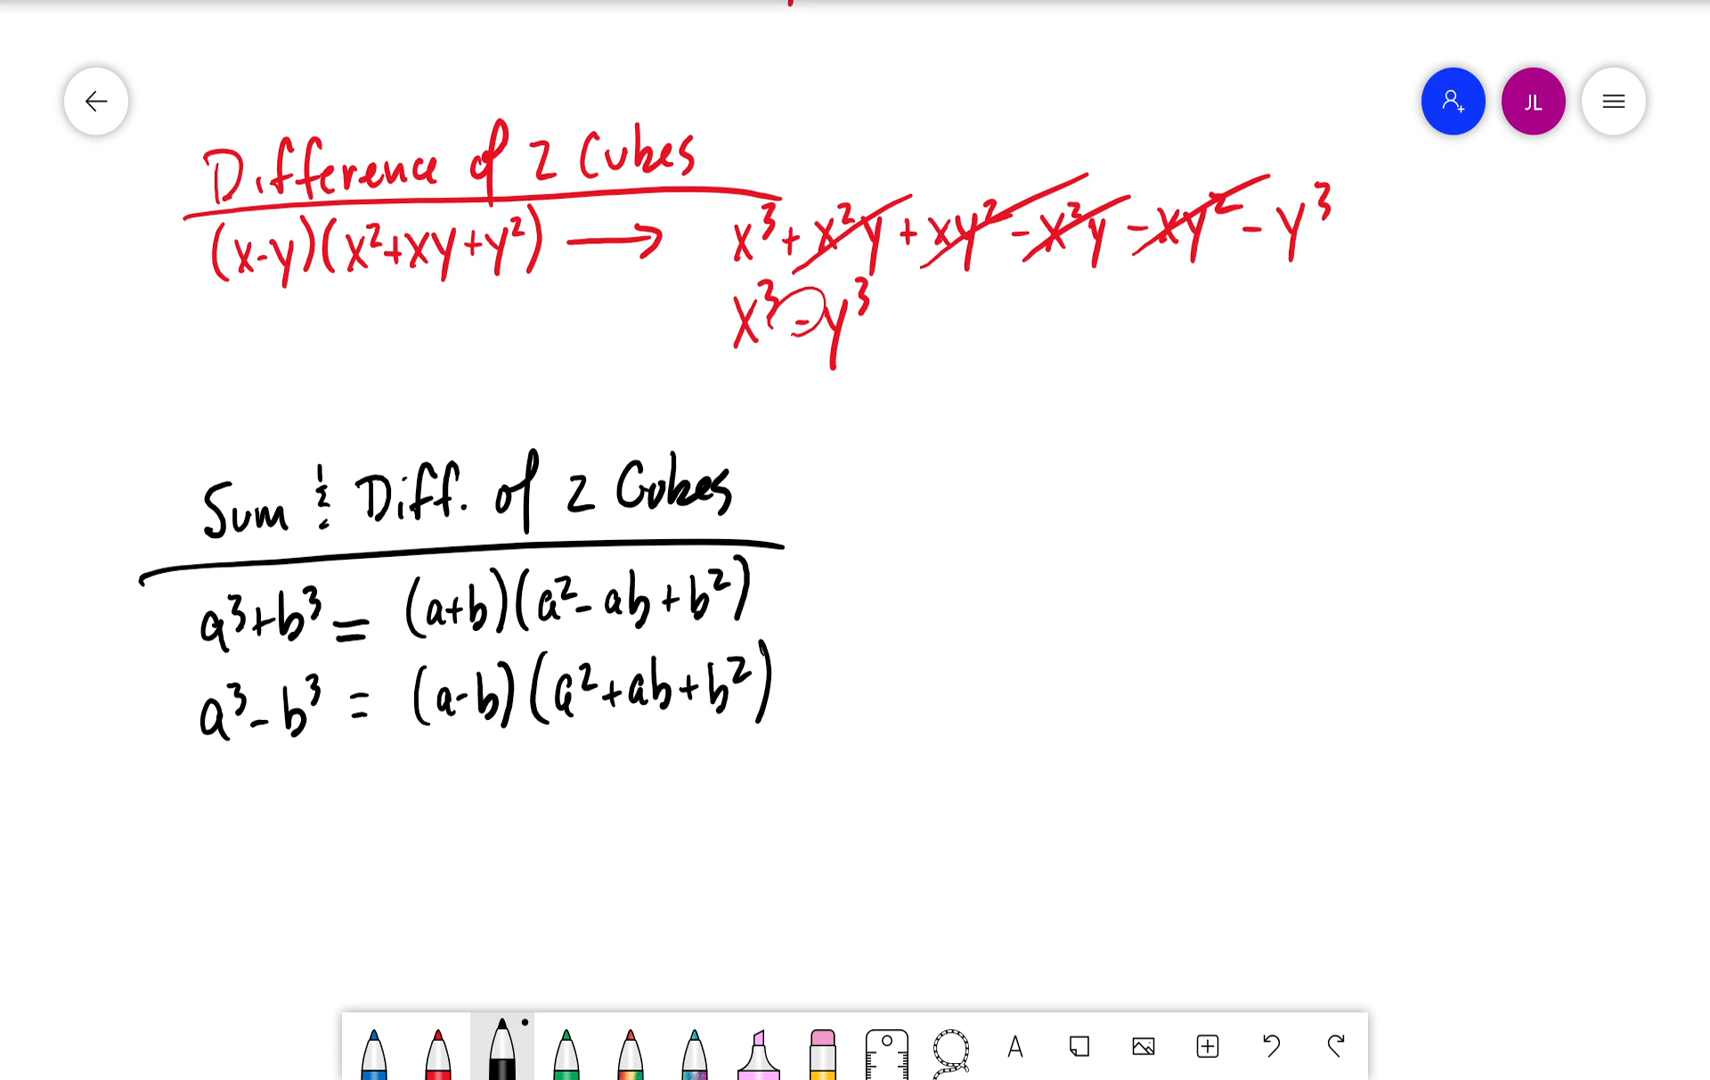 JL
Difference of 2 Cubes
(x-y)(x²+xy+y²) → x³+x²y+xy²-x²y-xy²-y³
x³-y³
Sum & Diff. of 2 Cubes
a³+b³= (a+b)(a²-ab+b²)
a³-b³ = (a-b)(a²+ab+b²)
A